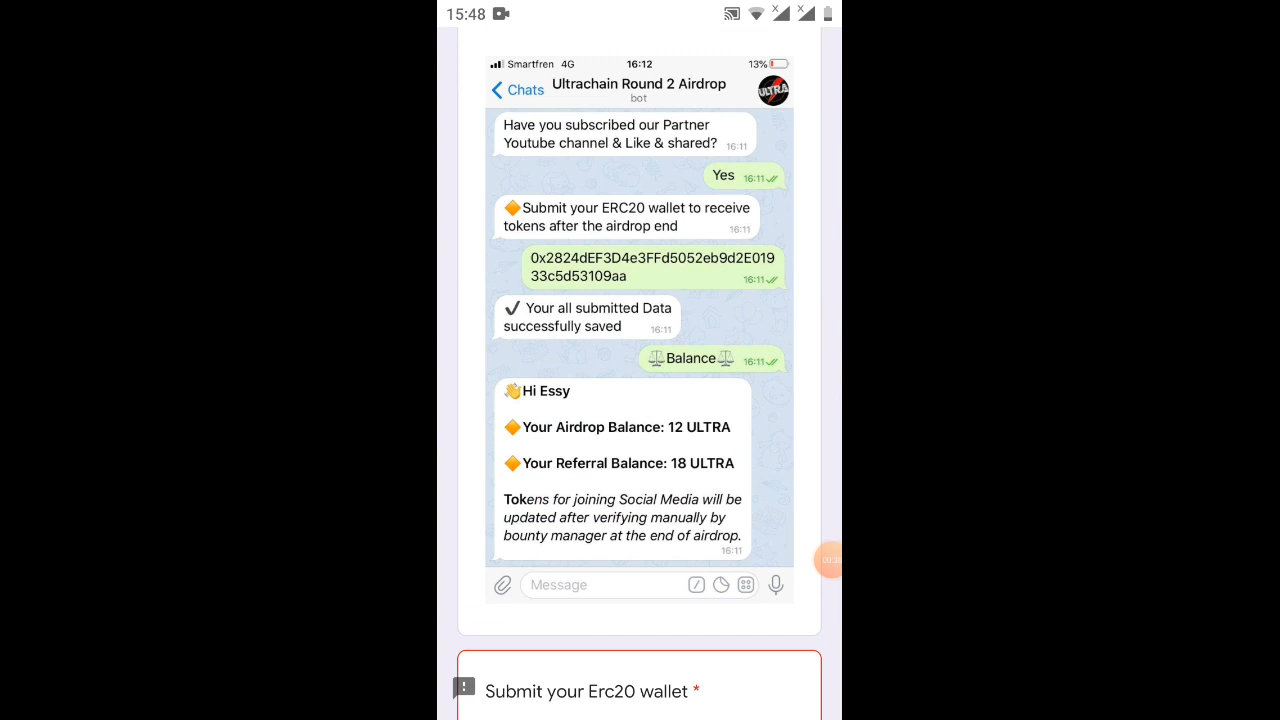 15:48
Smartfren 4G 16:12 13%
Chats Ultrachain Round 2 Airdrop
bot
ULTRA
Have you subscribed our Partner
Youtube channel & Like & shared? 16:11
Yes 16:11
🔶Submit your ERC20 wallet to receive
tokens after the airdrop end 16:11
0x2824dEF3D4e3FFd5052eb9d2E019
33c5d53109aa 16:11
✔ Your all submitted Data
successfully saved 16:11
⚖Balance⚖ 16:11
👋Hi Essy
🔶Your Airdrop Balance: 12 ULTRA
🔶Your Referral Balance: 18 ULTRA
Tokens for joining Social Media will be
updated after verifying manually by
bounty manager at the end of airdrop.
16:11
Message
Submit your Erc20 wallet *